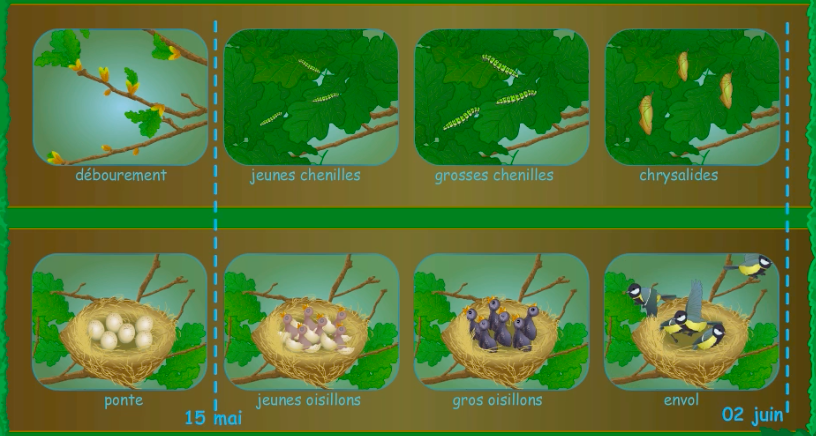 débourement
jeunes chenilles
grosses chenilles
chrysalides
ponte
jeunes oisillons
gros oisillons
envol
15 mai
02 juin